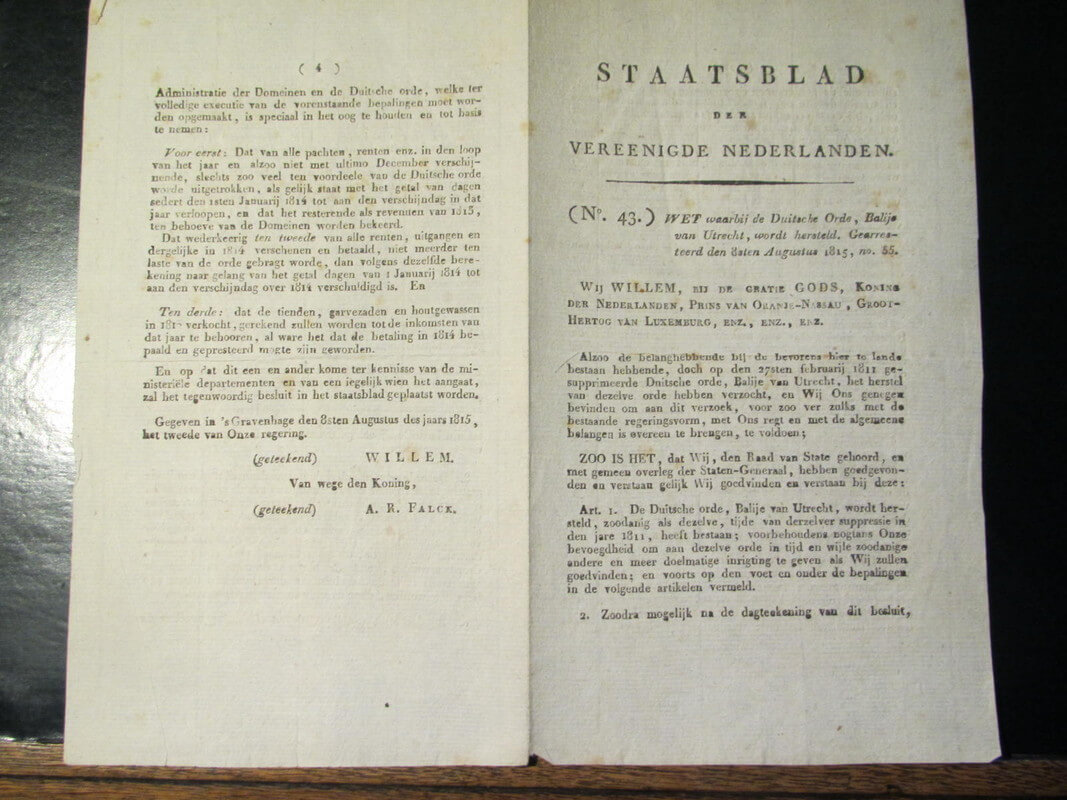 ( 4 )
Administratie der Domeinen en de Duitsche orde, welke ter
volledige executie van de vorenstaande bepalingen moet wor-
den opgemaakt, is speciaal in het oog te houden en tot basis
te nemen:
Voor eerst: Dat van alle pachten, renten enz. in den loop
van het jaar en alzoo niet met ultimo December verschij-
nende, slechts zoo veel ten voordeele van de Duitsche orde
worde uitgetrokken, als gelijk staat met het getal van dagen
sedert den 1sten Januarij 1814 tot aan den verschijndag in dat
jaar verloopen, en dat het resterende als revenuen van 1813,
ten behoeve van de Domeinen worden bekeerd.
Dat wederkeerig ten tweede van alle renten, uitgangen en
dergelijke in 1814 verschenen en betaald, niet meerder ten
laste van de orde gebragt worde, dan volgens dezelfde bere-
kening naar gelang van het getal dagen van 1 Januarij 1814 tot
aan den verschijndag over 1814 verschuldigd is. En
Ten derde: dat de tienden, garvezaden en houtgewassen
in verkocht, gerekend zullen worden tot de inkomsten van
dat jaar te behooren, al ware het dat de betaling in 1814 be-
paald en gepresteerd mogte zijn geworden.
En op dat dit een en ander kome ter kennisse van de mi-
nisteriële departementen en van een iegelijk wien het aangaat,
zal het tegenwoordig besluit in het staatsblad geplaatst worden.
Gegeven in 's Gravenhage den 8sten Augustus des jaars 1815,
het tweede van Onze regering.
(geteekend) WILLEM.
Van wege den Koning,
(geteekend) A. R. FALCK.
STAATSBLAD
DER
VEREENIGDE NEDERLANDEN.
(No. 43.) WET waarbij de Duitsche Orde, Balije
van Utrecht, wordt hersteld. Gearres-
teerd den 8sten Augustus 1815, no. 55.
WIJ WILLEM, BIJ DE GRATIE GODS, KONING
DER NEDERLANDEN, PRINS VAN ORANJE-NASSAU, GROOT-
HERTOG VAN LUXEMBURG, ENZ., ENZ., ENZ.
Alzoo de belanghebbende bij de bevorens hier te lande
bestaan hebbende, doch op den 27sten februarij 1811 ge-
supprimeerde Duitsche orde, Balije van Utrecht, het herstel
van dezelve orde hebben verzocht, en Wij Ons genegen
bevinden om aan dit verzoek, voor zoo ver zulks met de
bestaande regeringsvorm, met Ons regt en met de algemeene
belangen is overeen te brengen, te voldoen;
ZOO IS HET, dat Wij, den Raad van State gehoord, en
met gemeen overleg der Staten-Generaal, hebben goedgevon-
den en verstaan gelijk Wij goedvinden en verstaan bij deze:
Art. 1. De Duitsche orde, Balije van Utrecht, wordt her-
steld, zoodanig als dezelve, tijde van derzelver suppressie in
den jare 1811, heeft bestaan; voorbehoudens nogtans Onze
bevoegdheid om aan dezelve orde in tijd en wijle zoodanige
andere en meer doelmatige inrigting te geven als Wij zullen
goedvinden; en voorts op den voet en onder de bepalingen
in de volgende artikelen vermeld.
2. Zoodra mogelijk na de dagteekening van dit besluit,